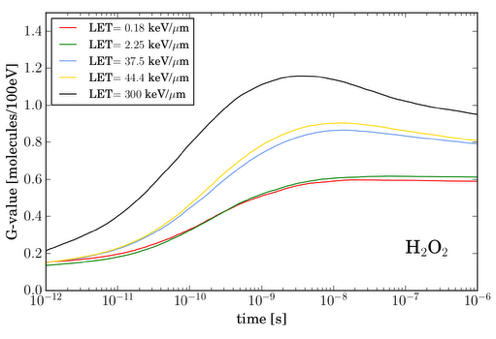 1.4
1.2
1.0
0.8
0.6
0.4
0.2
0.0
G-value [molecules/100eV]
LET= 0.18 keV/μm
LET= 2.25 keV/μm
LET= 37.5 keV/μm
LET= 44.4 keV/μm
LET= 300 keV/μm
H₂O₂
10⁻¹² 10⁻¹¹ 10⁻¹⁰ 10⁻⁹ 10⁻⁸ 10⁻⁷ 10⁻⁶
time [s]